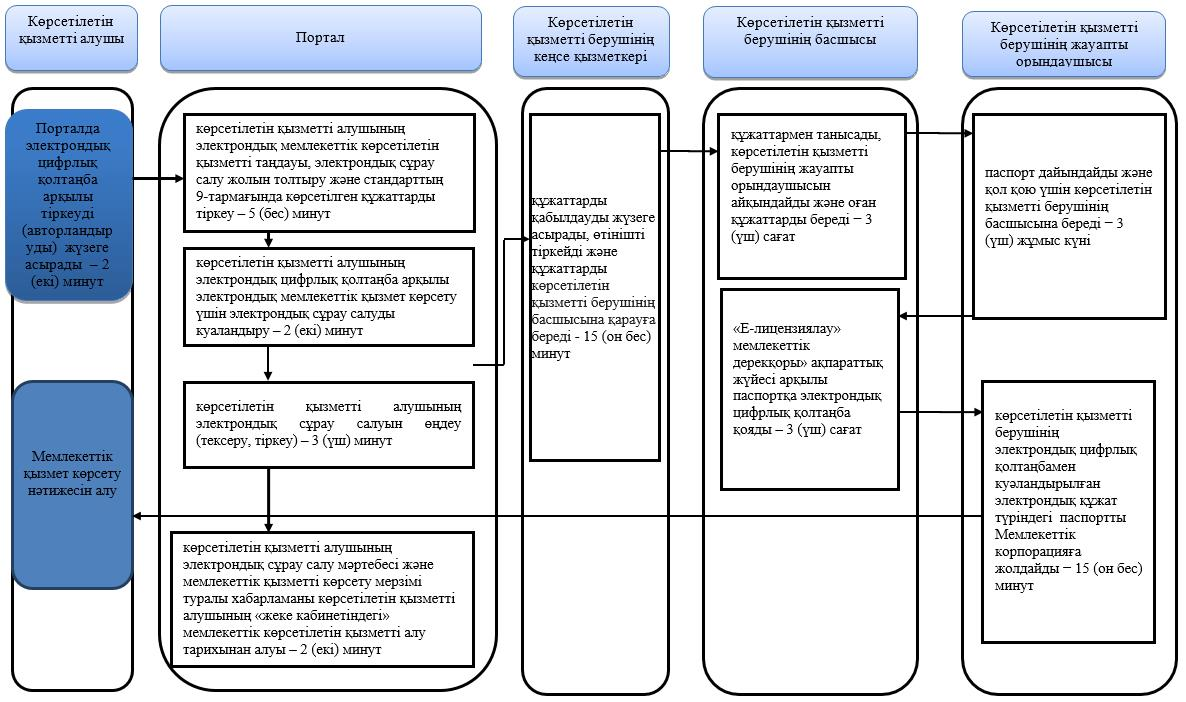 Көрсетілетін
қызметті алушы
Портал
Көрсетілетін
қызметті берушінің
кеңсе қызметкері
Көрсетілетін қызметті
берушінің басшысы
Көрсетілетін қызметті
берушінің жауапты
орындаушысы
Порталда
электрондық
цифрлық
қолтаңба
арқылы
тіркеуді
(авторландыр
уды) жүзеге
асырады – 2
(екі) минут
Мемлекеттік
қызмет көрсету
нәтижесін алу
көрсетілетін қызметті алушының
электрондық мемлекеттік көрсетілетін
қызметті таңдауы, электрондық сұрау
салу жолын толтыру және стандарттың
9-тармағында көрсетілген құжаттарды
тіркеу – 5 (бес) минут
көрсетілетін қызметті алушының
электрондық цифрлық қолтаңба арқылы
электрондық мемлекеттік қызмет көрсету
үшін электрондық сұрау салуды
куаландыру – 2 (екі) минут
көрсетілетін қызметті алушының
электрондық сұрау салуын өңдеу
(тексеру, тіркеу) – 3 (үш) минут
көрсетілетін қызметті алушының
электрондық сұрау салу мәртебесі және
мемлекеттік қызметті көрсету мерзімі
туралы хабарламаны көрсетілетін қызметті
алушының «жеке кабинетіндегі»
мемлекеттік көрсетілетін қызметті алу
тарихынан алуы – 2 (екі) минут
құжаттарды
қабылдауды жүзеге
асырады, өтінішті
тіркейді және
құжаттарды
көрсетілетін
қызметті берушінің
басшысына қарауға
береді - 15 (он бес)
минут
құжаттармен танысады,
көрсетілетін қызметті
берушінің жауапты
орындаушысын
айқындайды және оған
құжаттарды береді − 3
(үш) сағат
«Е-лицензиялау»
мемлекеттік
дерекқоры» ақпараттық
жүйесі арқылы
паспортқа электрондық
цифрлық қолтаңба
қояды – 3 (үш) сағат
паспорт дайындайды және
қол қою үшін көрсетілетін
қызметті берушінің
басшысына береді − 3
(үш) жұмыс күні
көрсетілетін қызметті
берушінің
электрондық цифрлық
қолтаңбамен
куәландырылған
электрондық құжат
түріндегі паспортты
Мемлекеттік
корпорацияға
жолдайды − 15 (он бес)
минут